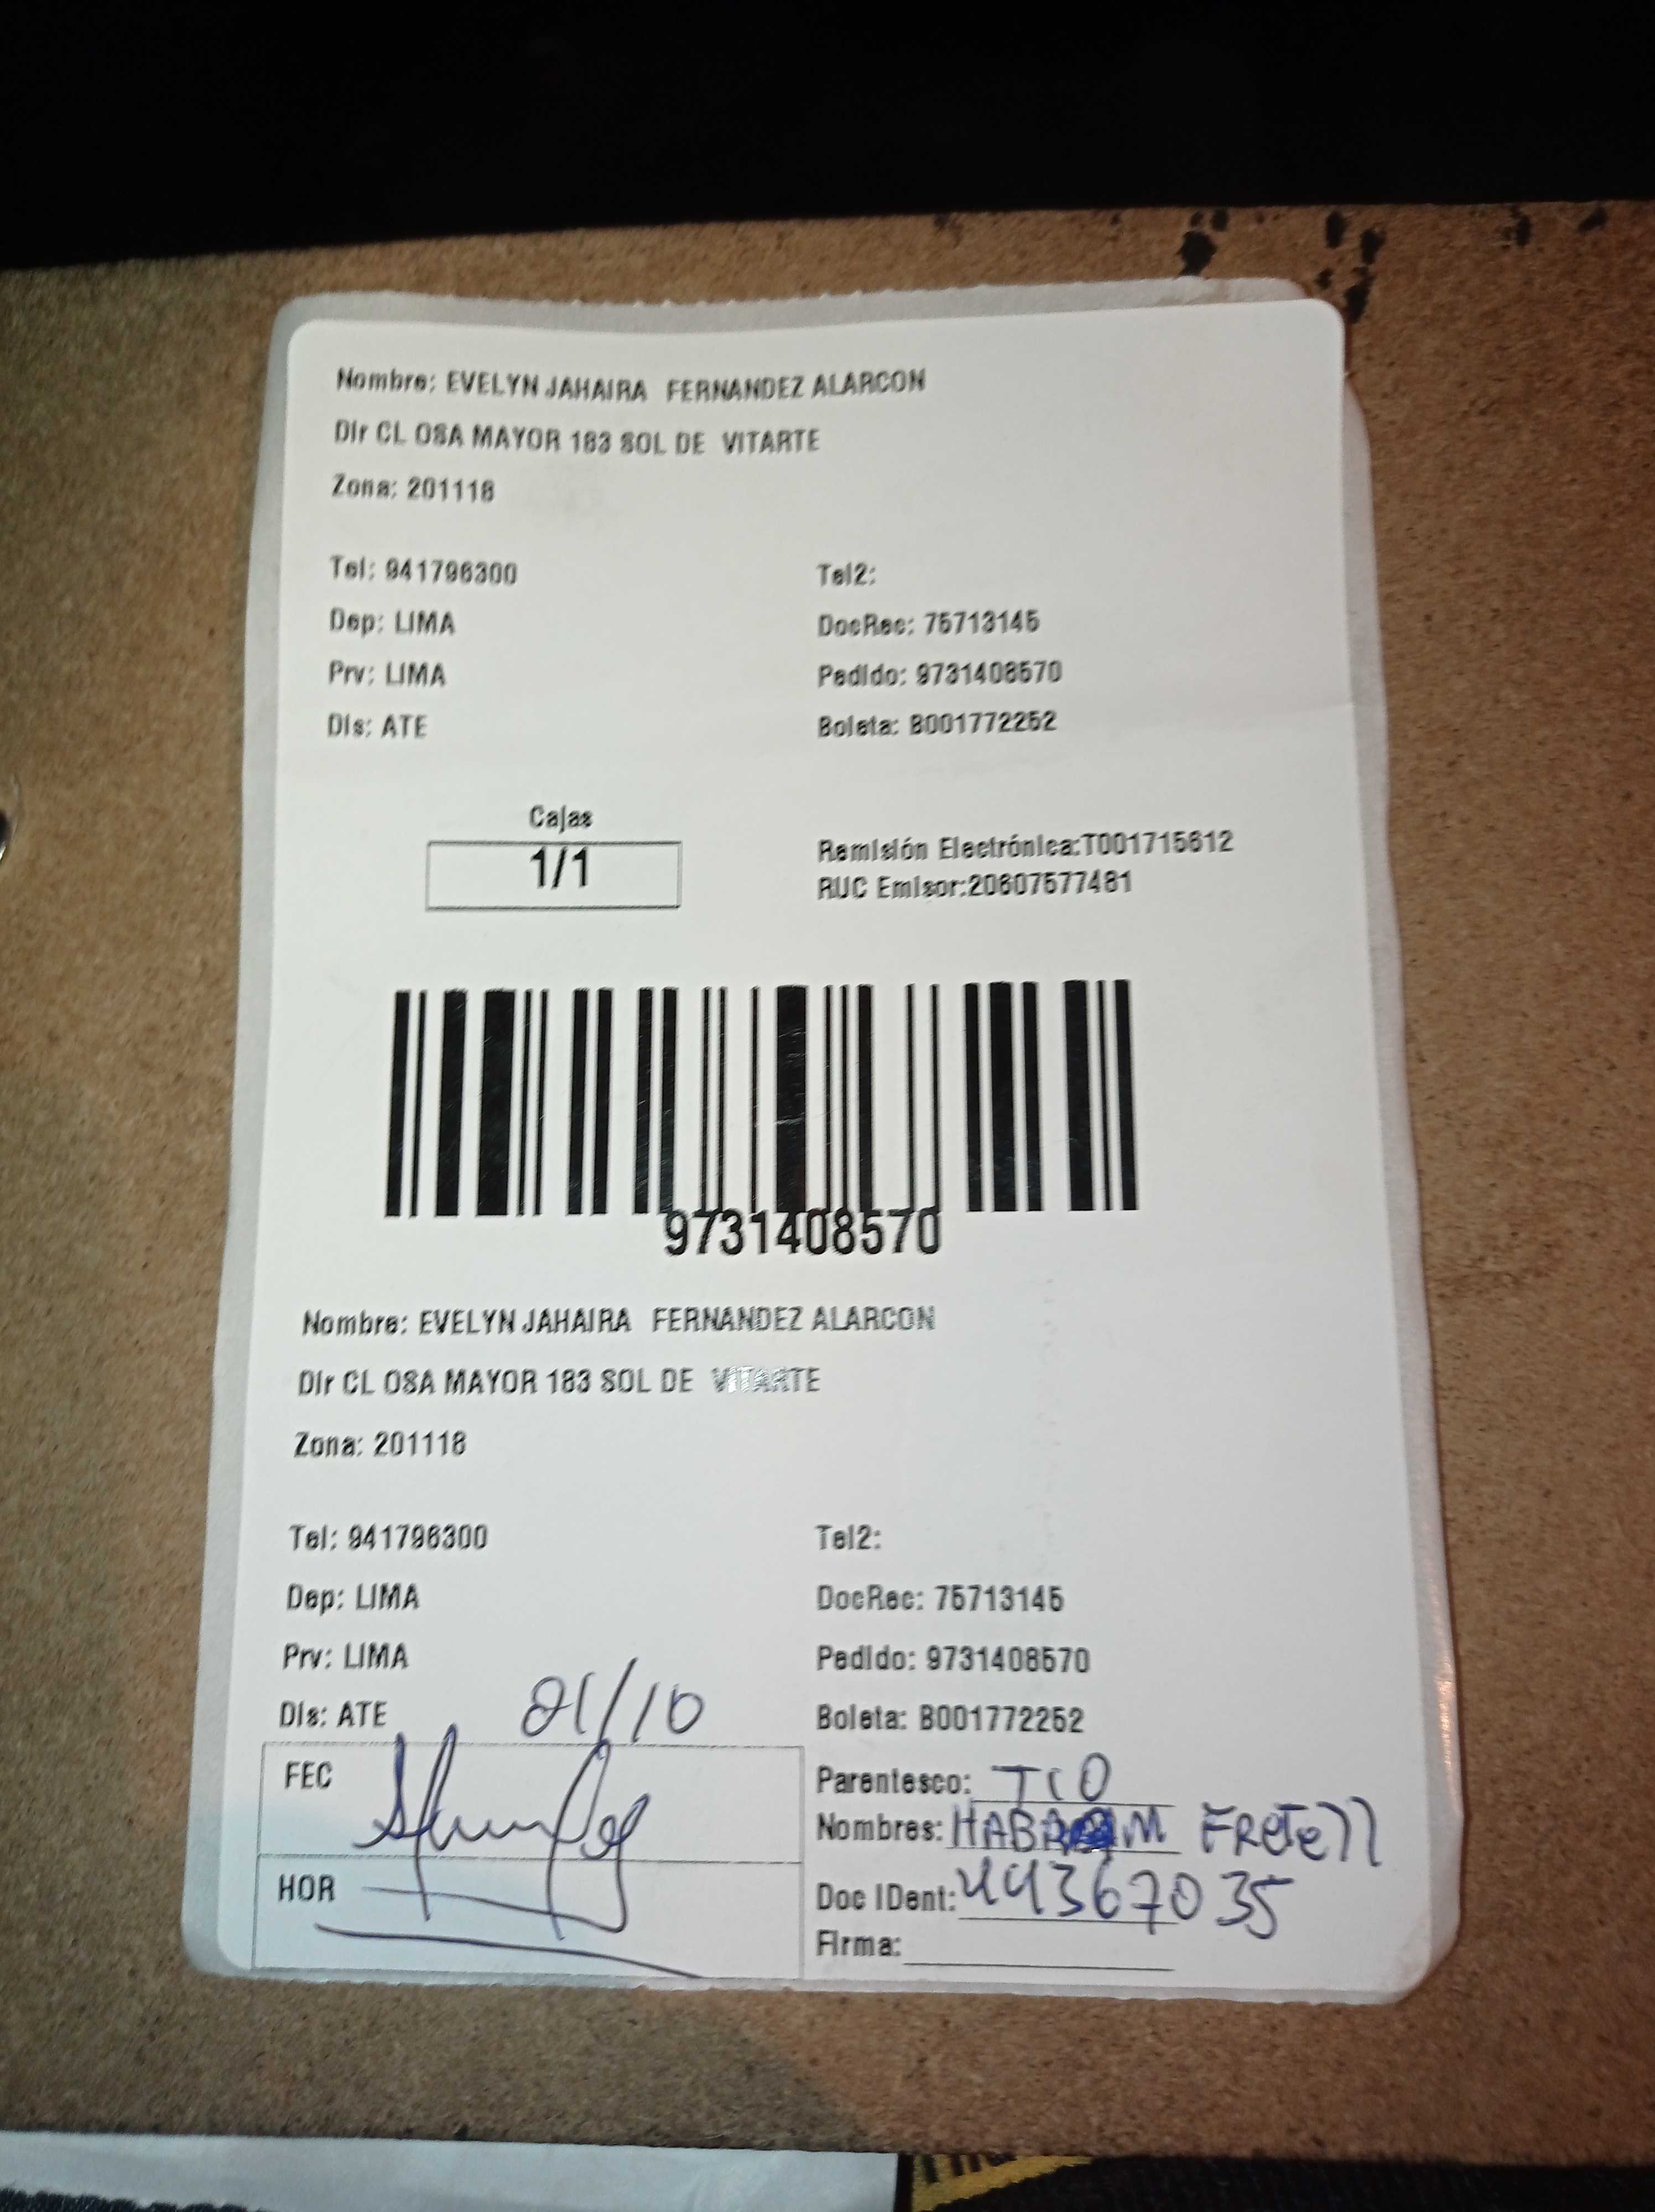 Nombre: EVELYN JAHAIRA FERNANDEZ ALARCON
Dir CL OSA MAYOR 183 SOL DE VITARTE
Zona: 201118
Tel: 941796300 Tel2:
Dep: LIMA DocRec: 75713145
Prv: LIMA Pedido: 9731408570
Dis: ATE Boleta: B001772252
Cajas
1/1
Remisión Electrónica:T001715612
RUC Emisor:20607577481
9731408570
Nombre: EVELYN JAHAIRA FERNANDEZ ALARCON
Dir CL OSA MAYOR 183 SOL DE VITARTE
Zona: 201118
Tel: 941796300 Tel2:
Dep: LIMA DocRec: 75713145
Prv: LIMA Pedido: 9731408570
Dis: ATE 01/10 Boleta: B001772252
FEC Parentesco: TIO
Nombres:
HOR Doc IDent: 44367035
Firma: